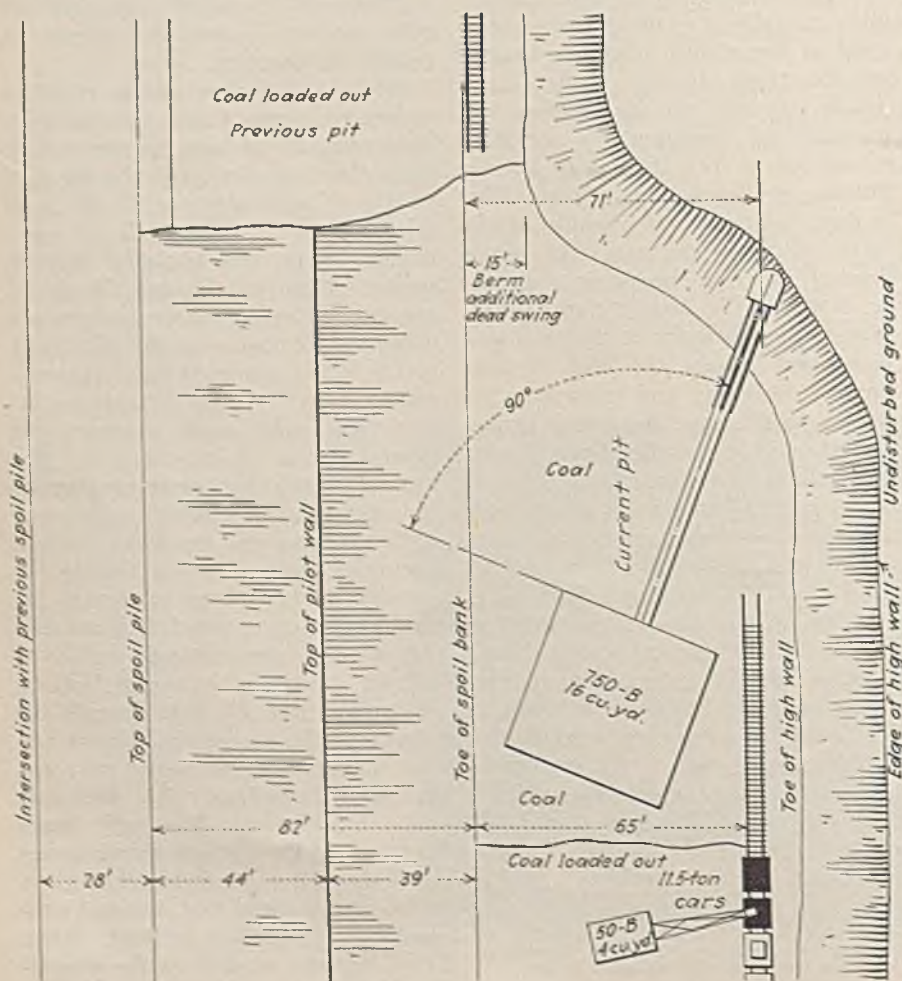 Coal loaded out
Previous pit
71'
15'
Berm
additional
dead swing
90°
Coal
Current pit
Undisturbed ground
Intersection with previous spoil pile
Top of spoil pile
Top of pilot wall
Toe of spoil bank
750-B
16 cu. yd.
Toe of high wall
Edge of high wall
Coal
82'
65'
Coal loaded out
28'
44'
39'
11.5-ton
cars
50-B
4 cu. yd